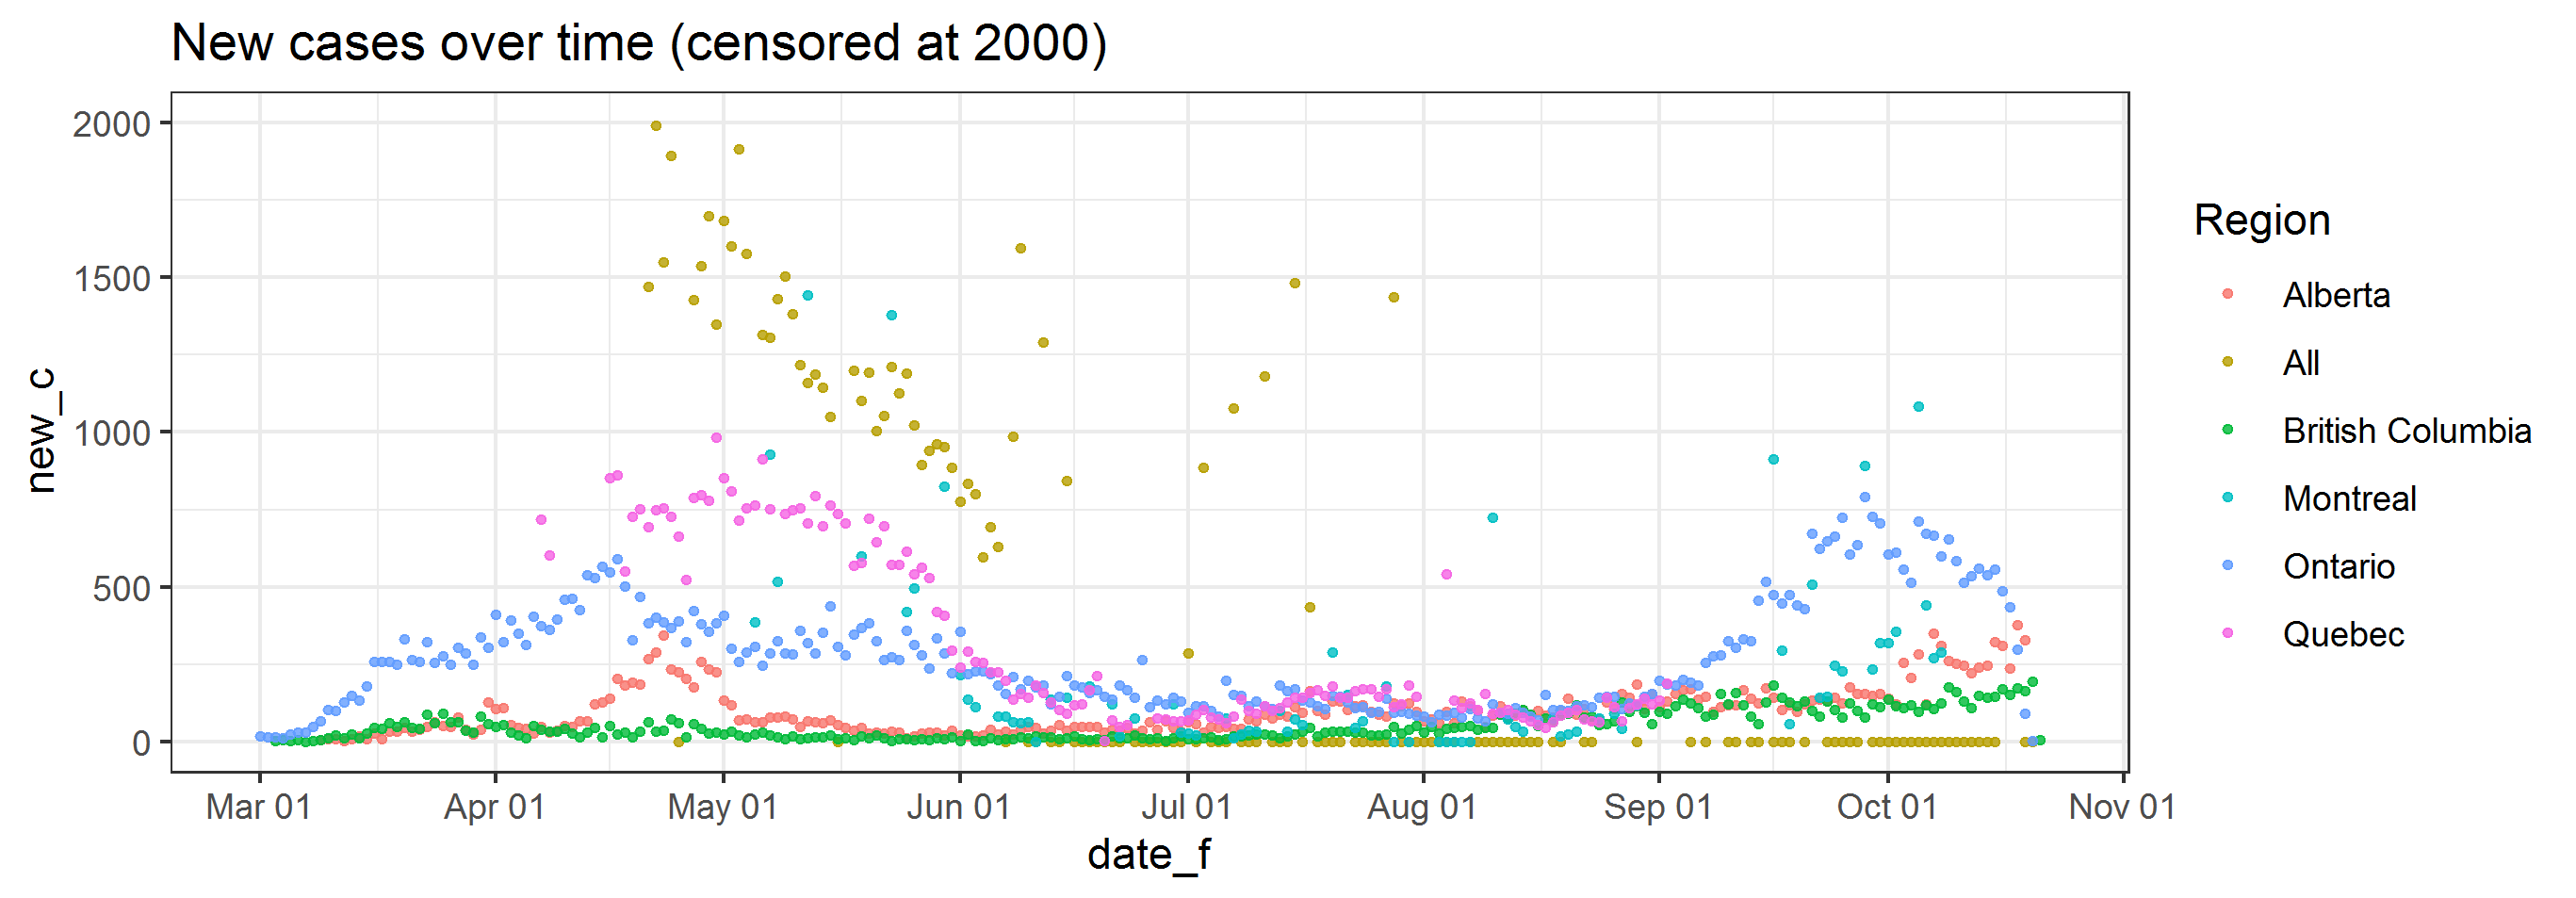 New cases over time (censored at 2000)
2000
1500
1000
500
0
new_c
Mar 01
Apr 01
May 01
Jun 01
Jul 01
Aug 01
Sep 01
Oct 01
Nov 01
date_f
Region
Alberta
All
British Columbia
Montreal
Ontario
Quebec